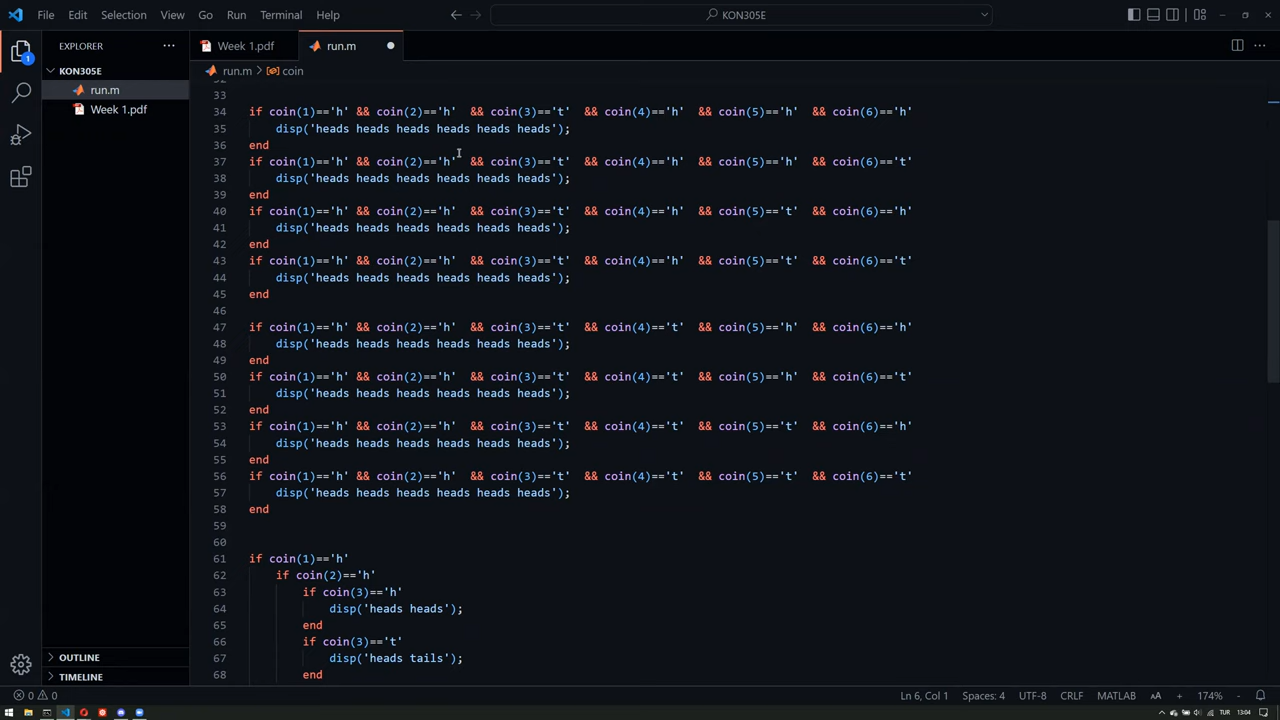 File Edit Selection View Go Run Terminal Help KON305E
EXPLORER
Week 1.pdf
run.m
KON305E
run.m > coin
run.m
Week 1.pdf
33
34 if coin(1)=='h' && coin(2)=='h' && coin(3)=='t' && coin(4)=='h' && coin(5)=='h' && coin(6)=='h'
35 disp('heads heads heads heads heads heads');
36 end
37 if coin(1)=='h' && coin(2)=='h' && coin(3)=='t' && coin(4)=='h' && coin(5)=='h' && coin(6)=='t'
38 disp('heads heads heads heads heads heads');
39 end
40 if coin(1)=='h' && coin(2)=='h' && coin(3)=='t' && coin(4)=='h' && coin(5)=='t' && coin(6)=='h'
41 disp('heads heads heads heads heads heads');
42 end
43 if coin(1)=='h' && coin(2)=='h' && coin(3)=='t' && coin(4)=='h' && coin(5)=='t' && coin(6)=='t'
44 disp('heads heads heads heads heads heads');
45 end
46
47 if coin(1)=='h' && coin(2)=='h' && coin(3)=='t' && coin(4)=='t' && coin(5)=='h' && coin(6)=='h'
48 disp('heads heads heads heads heads heads');
49 end
50 if coin(1)=='h' && coin(2)=='h' && coin(3)=='t' && coin(4)=='t' && coin(5)=='h' && coin(6)=='t'
51 disp('heads heads heads heads heads heads');
52 end
53 if coin(1)=='h' && coin(2)=='h' && coin(3)=='t' && coin(4)=='t' && coin(5)=='t' && coin(6)=='h'
54 disp('heads heads heads heads heads heads');
55 end
56 if coin(1)=='h' && coin(2)=='h' && coin(3)=='t' && coin(4)=='t' && coin(5)=='t' && coin(6)=='t'
57 disp('heads heads heads heads heads heads');
58 end
59
60
61 if coin(1)=='h'
62 if coin(2)=='h'
63 if coin(3)=='h'
64 disp('heads heads');
65 end
66 if coin(3)=='t'
67 disp('heads tails');
68 end
OUTLINE
TIMELINE
0 0 Ln 6, Col 1 Spaces: 4 UTF-8 CRLF MATLAB AA + 174% -
TUR 13:04